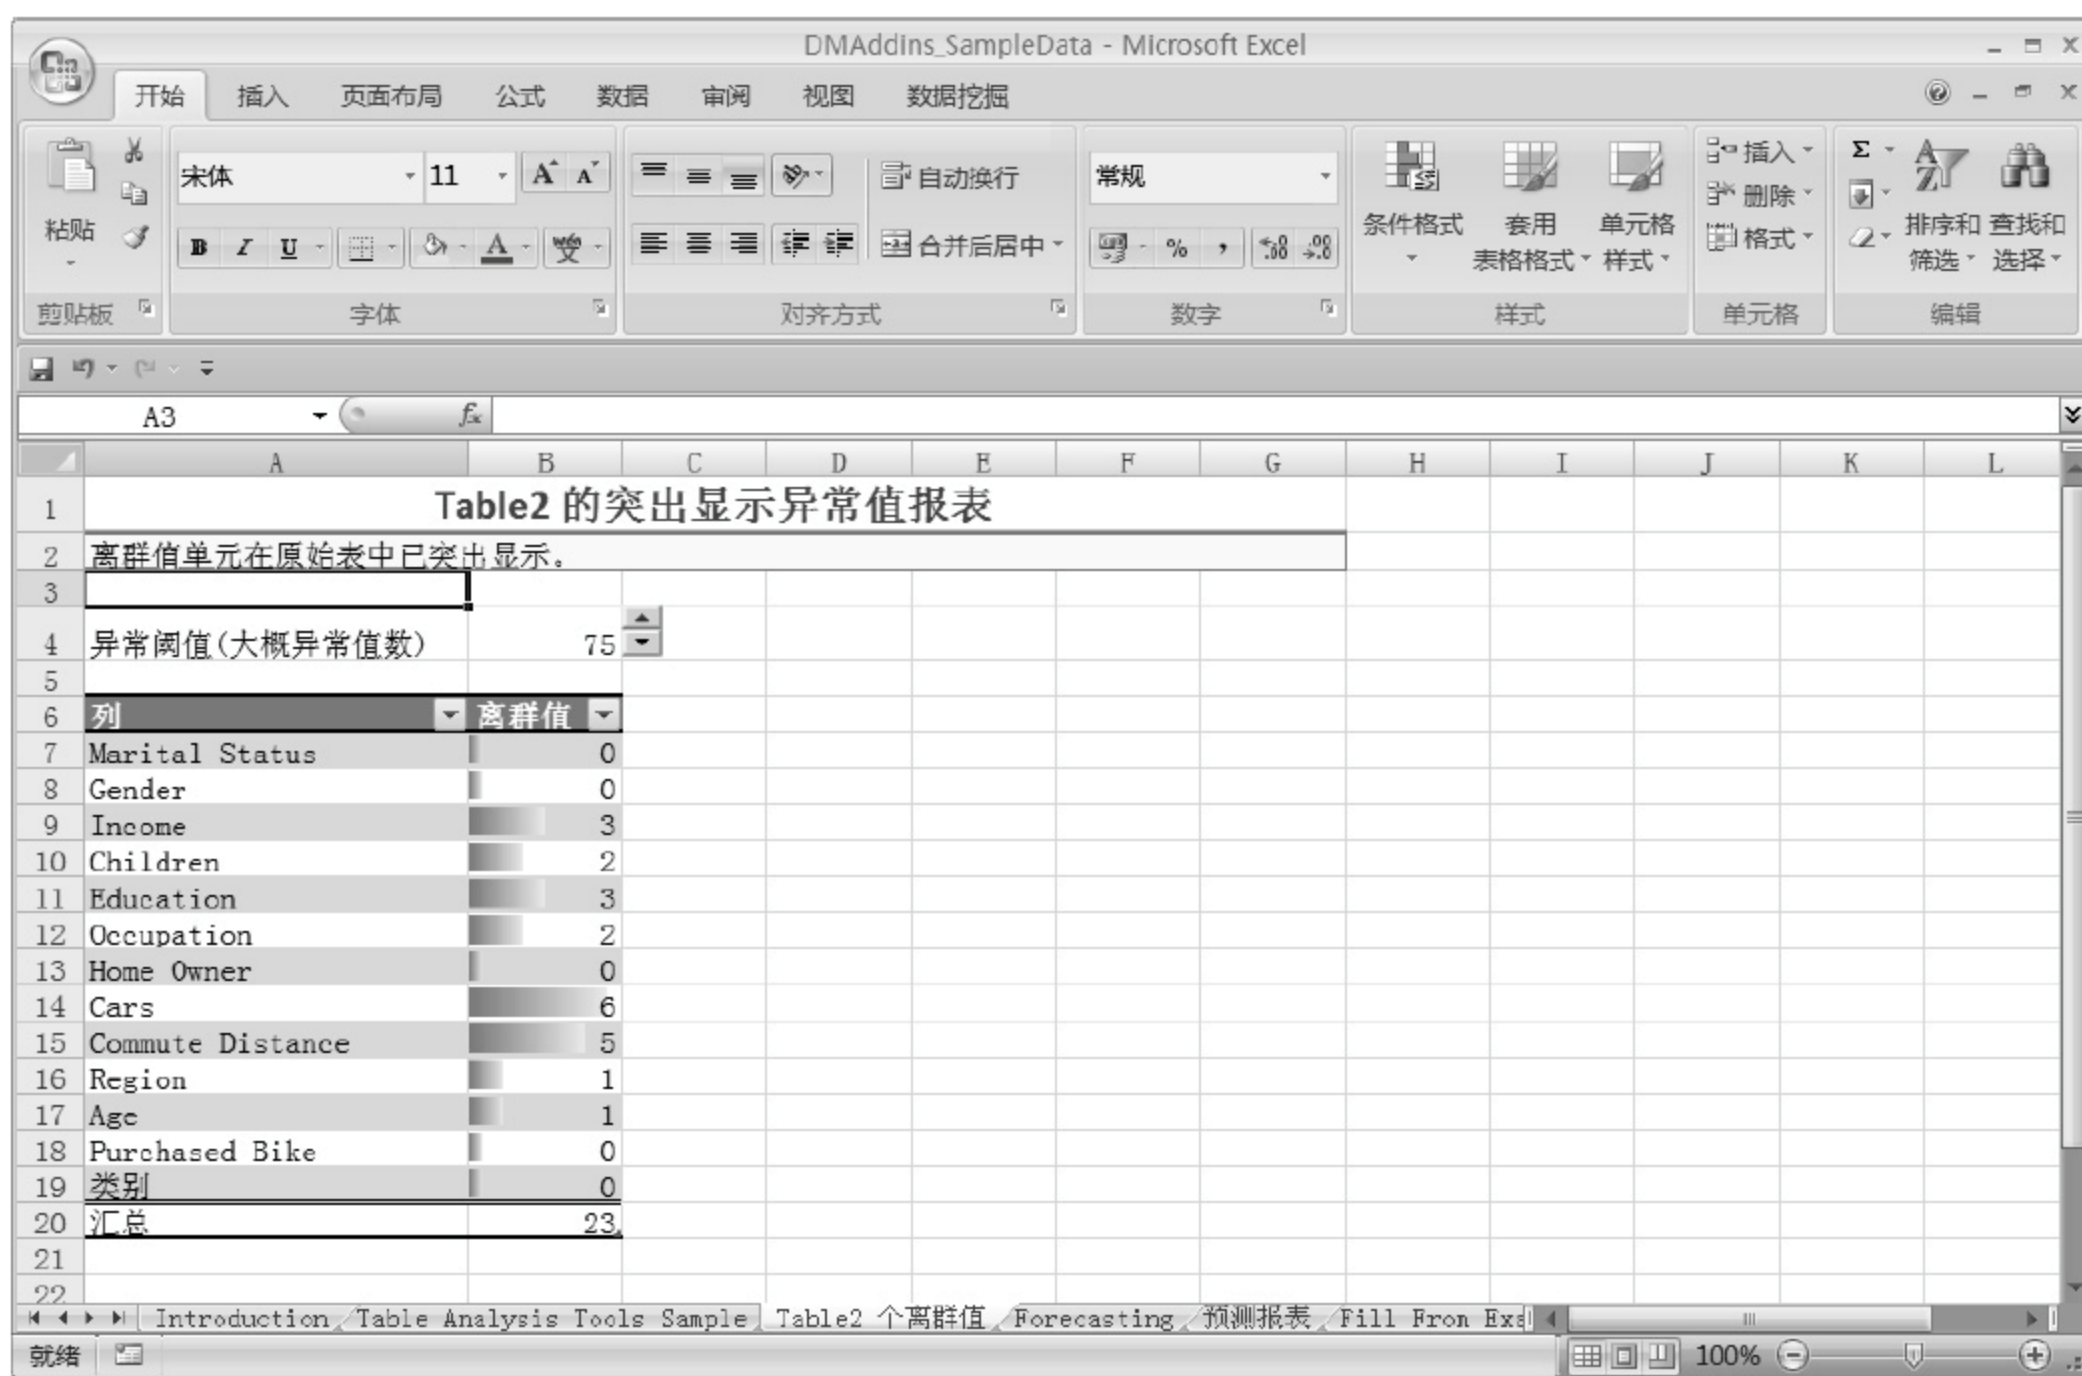 DMAddins_SampleData - Microsoft Excel
开始 插入 页面布局 公式 数据 审阅 视图 数据挖掘
粘贴
剪贴板
宋体 11
B I U
字体
自动换行
合并后居中
对齐方式
常规
% ,
数字
条件格式 套用表格格式 单元格样式
样式
插入
删除
格式
单元格
Σ 排序和筛选 查找和选择
编辑
A3 fx
A B C D E F G H I J K L
1 Table2 的突出显示异常值报表
2 离群值单元在原始表中已突出显示。
3
4 异常阈值(大概异常值数) 75
5
6 列 离群值
7 Marital Status 0
8 Gender 0
9 Income 3
10 Children 2
11 Education 3
12 Occupation 2
13 Home Owner 0
14 Cars 6
15 Commute Distance 5
16 Region 1
17 Age 1
18 Purchased Bike 0
19 类别 0
20 汇总 23
21
22
Introduction Table Analysis Tools Sample Table2 个离群值 Forecasting 预测报表 Fill From Exa
就绪 100%